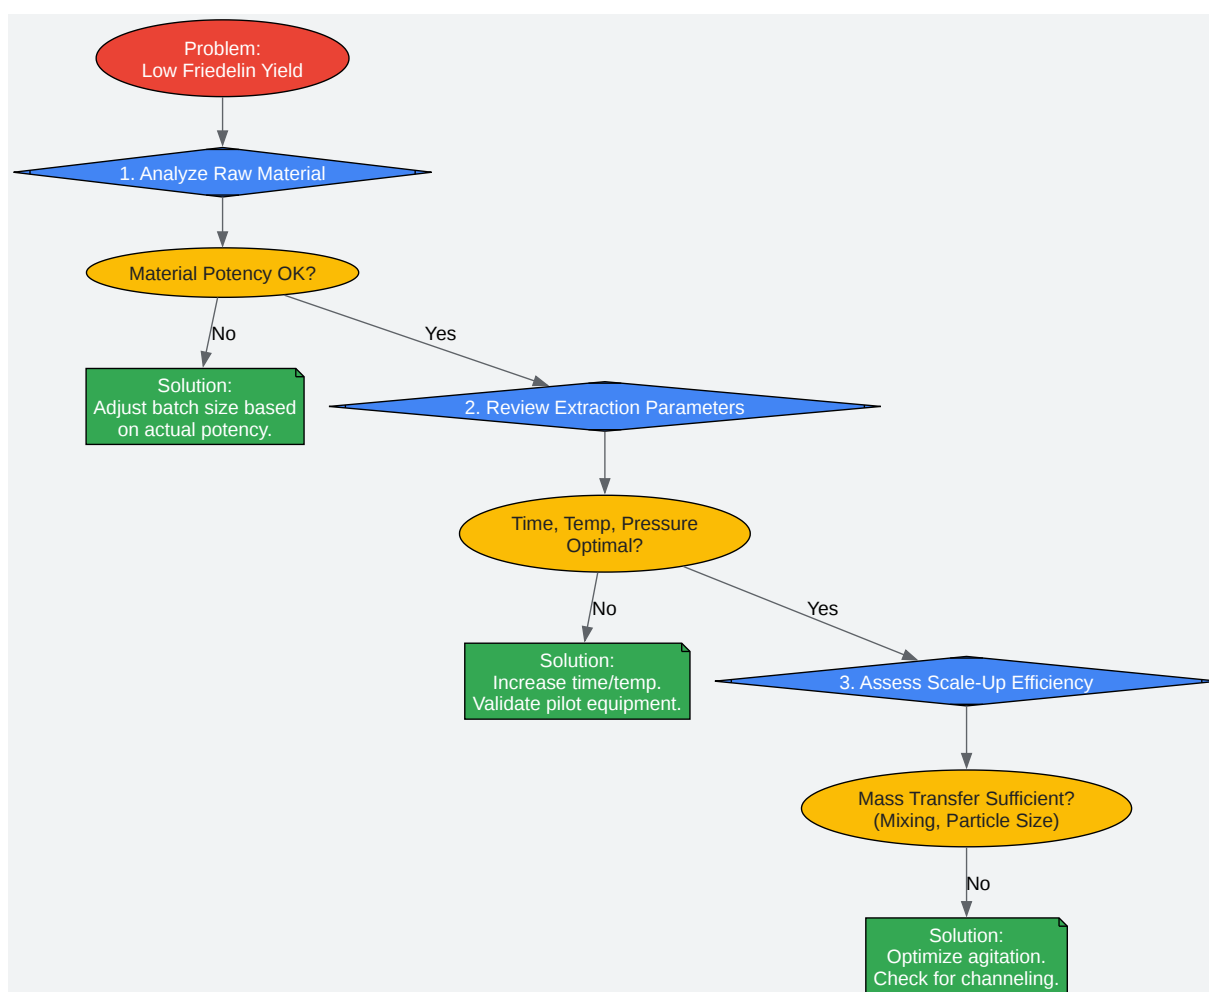 Problem:
Low Friedelin Yield
1. Analyze Raw Material
Material Potency OK?
No
Yes
Solution:
Adjust batch size based
on actual potency.
2. Review Extraction Parameters
Time, Temp, Pressure
Optimal?
No
Yes
Solution:
Increase time/temp.
Validate pilot equipment.
3. Assess Scale-Up Efficiency
Mass Transfer Sufficient?
(Mixing, Particle Size)
No
Solution:
Optimize agitation.
Check for channeling.